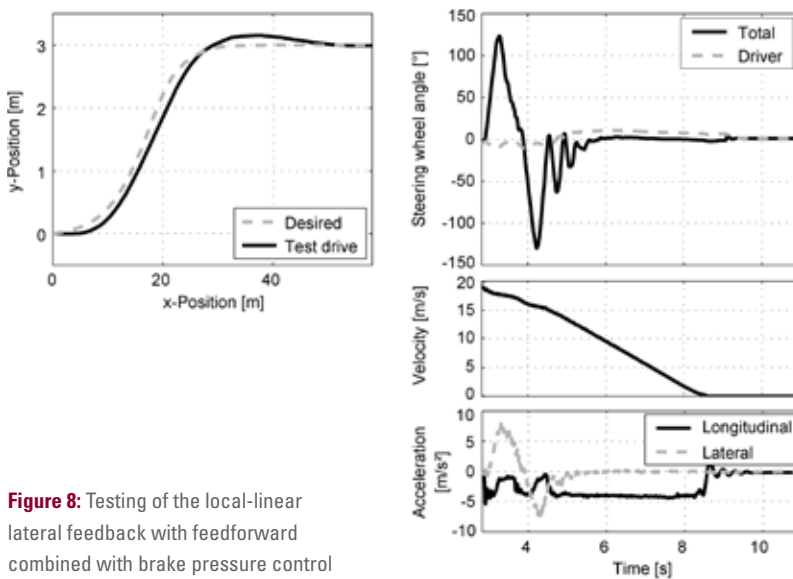 3
2
1
0
y-Position [m]
Desired
Test drive
0
20
40
x-Position [m]
150
100
50
0
-50
-100
-150
Steering wheel angle [°]
Total
Driver
20
15
10
5
0
Velocity [m/s]
10
5
0
-5
-10
Acceleration
[m/s²]
Longitudinal
Lateral
4
6
8
10
Time [s]
Figure 8: Testing of the local-linear
lateral feedback with feedforward
combined with brake pressure control